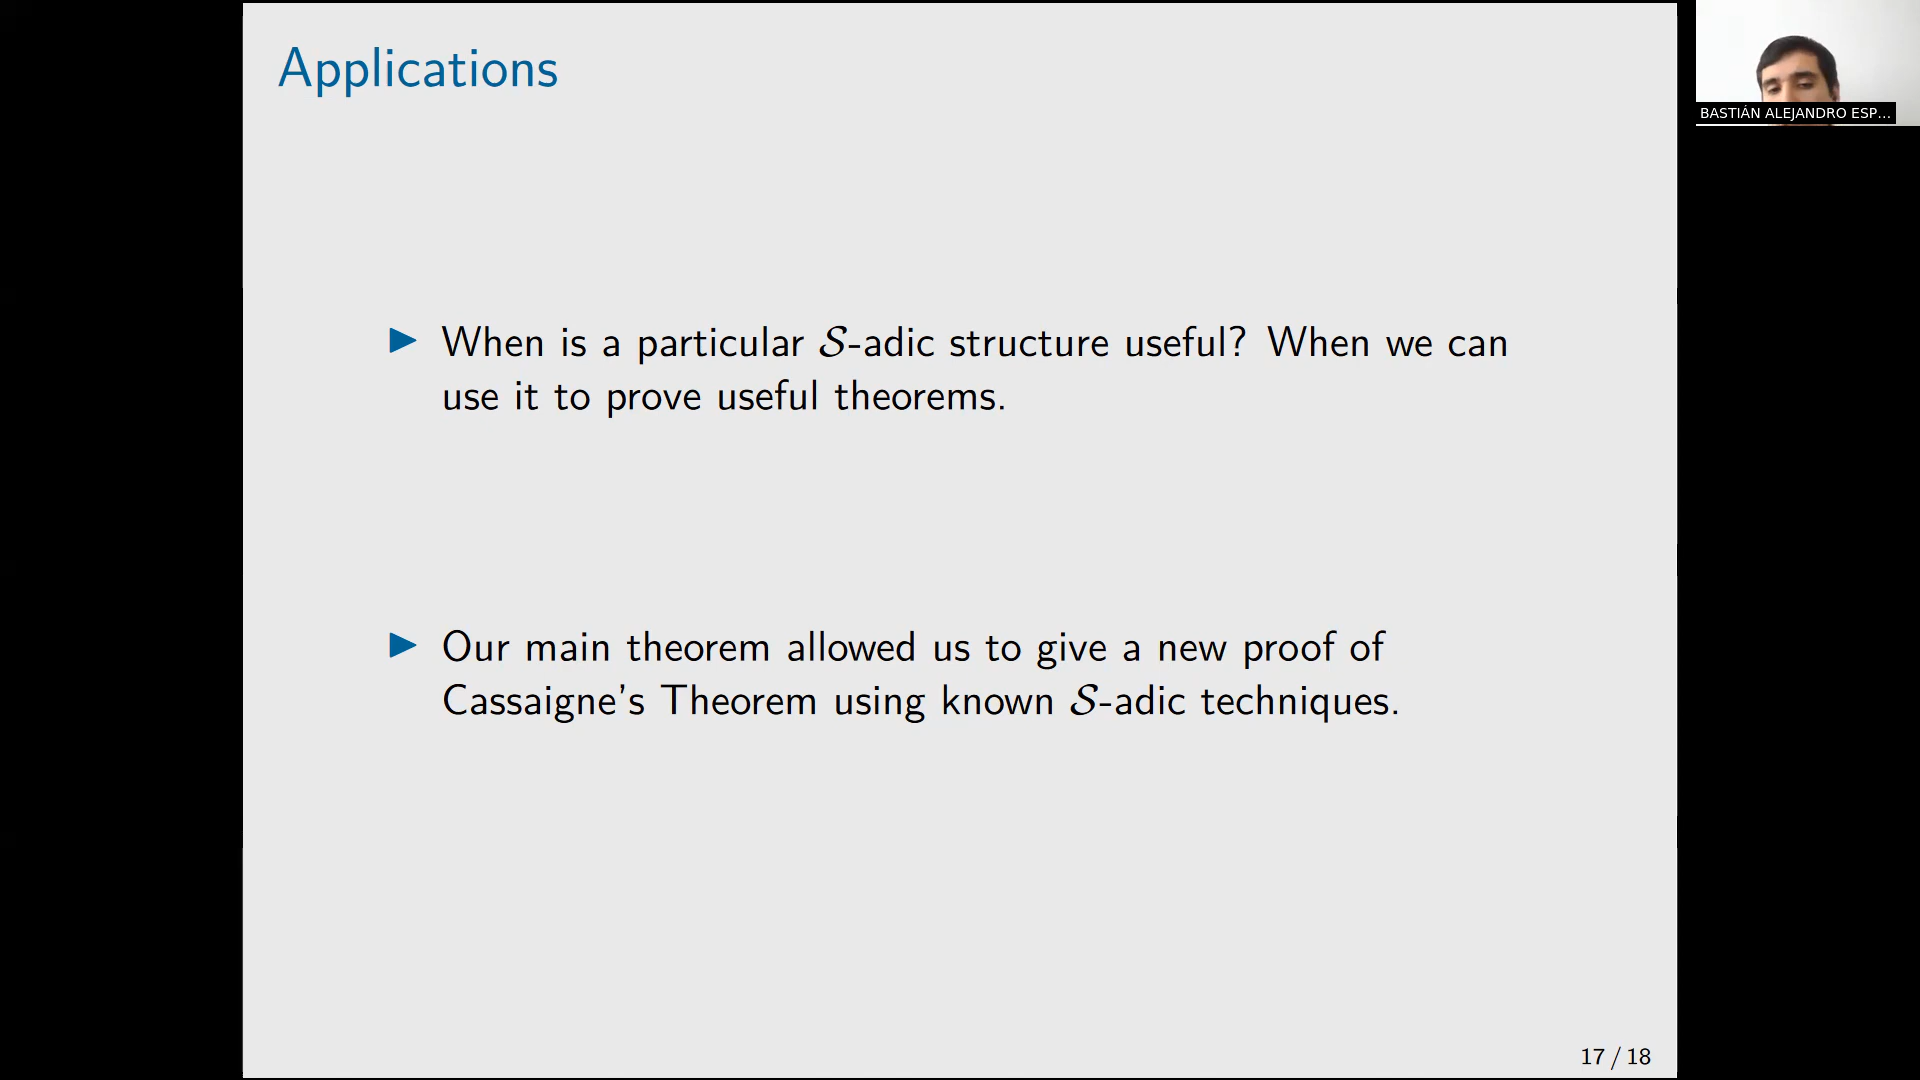 Applications
BASTIÁN ALEJANDRO ESP...
▶ When is a particular 𝒮-adic structure useful? When we can
use it to prove useful theorems.
▶ Our main theorem allowed us to give a new proof of
Cassaigne's Theorem using known 𝒮-adic techniques.
17 / 18